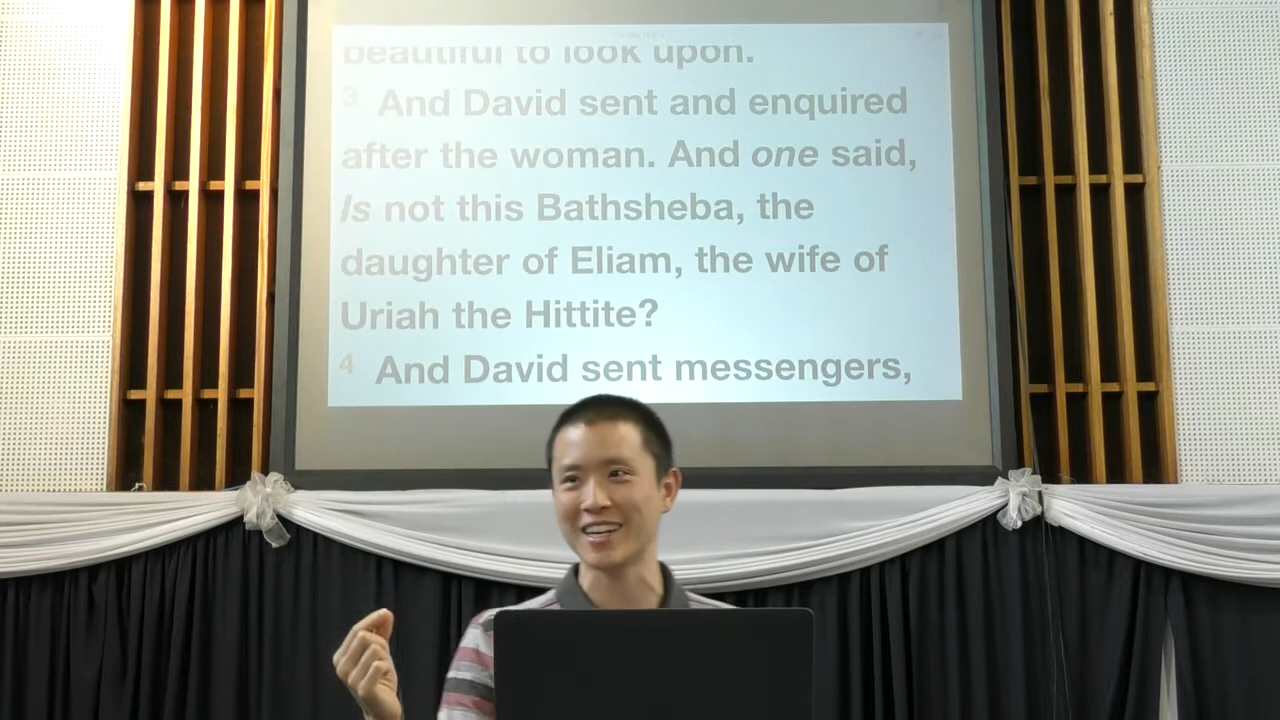 beautiful to look upon.
3 And David sent and enquired
after the woman. And one said,
Is not this Bathsheba, the
daughter of Eliam, the wife of
Uriah the Hittite?
4 And David sent messengers,